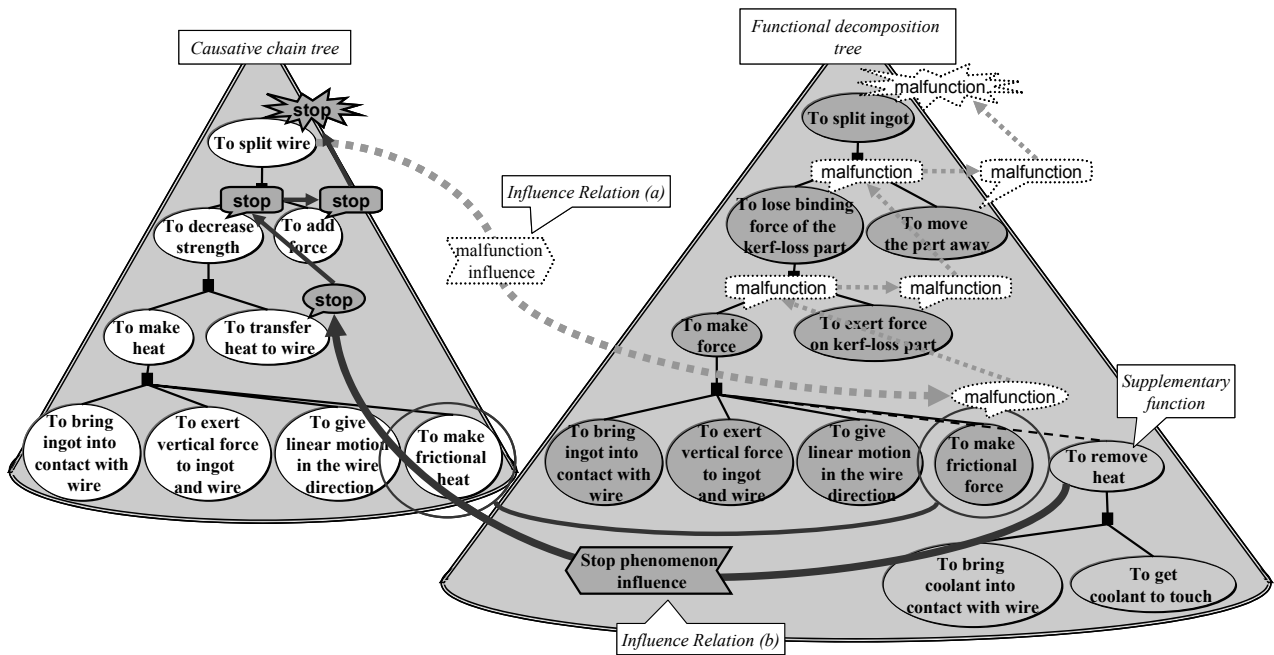 Causative chain tree
stop
To split wire
stop
stop
To decrease
strength
To add
force
stop
To make
heat
To transfer
heat to wire
To bring
ingot into
contact with
wire
To exert
vertical force
to ingot
and wire
To give
linear motion
in the wire
direction
To make
frictional
heat
Influence Relation (a)
malfunction
influence
Functional decomposition
tree
malfunction
To split ingot
malfunction
malfunction
To lose binding
force of the
kerf-loss part
To move
the part away
malfunction
malfunction
To make
force
To exert force
on kerf-loss part
malfunction
Supplementary
function
To bring
ingot into
contact with
wire
To exert
vertical force
to ingot
and wire
To give
linear motion
in the wire
direction
To make
frictional
force
To remove
heat
Stop phenomenon
influence
To bring
coolant into
contact with wire
To get
coolant to touch
Influence Relation (b)